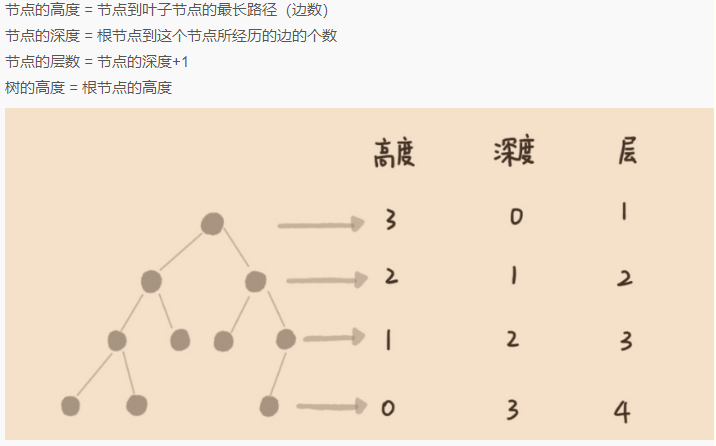 节点的高度 = 节点到叶子节点的最长路径（边数）
节点的深度 = 根节点到这个节点所经历的边的个数
节点的层数 = 节点的深度+1
树的高度 = 根节点的高度
高度 深度 层
3 0 1
2 1 2
1 2 3
0 3 4